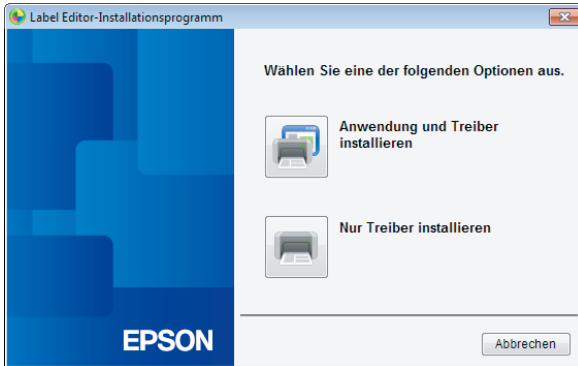 Label Editor-Installationsprogramm
Wählen Sie eine der folgenden Optionen aus.
Anwendung und Treiber
installieren
Nur Treiber installieren
EPSON
Abbrechen